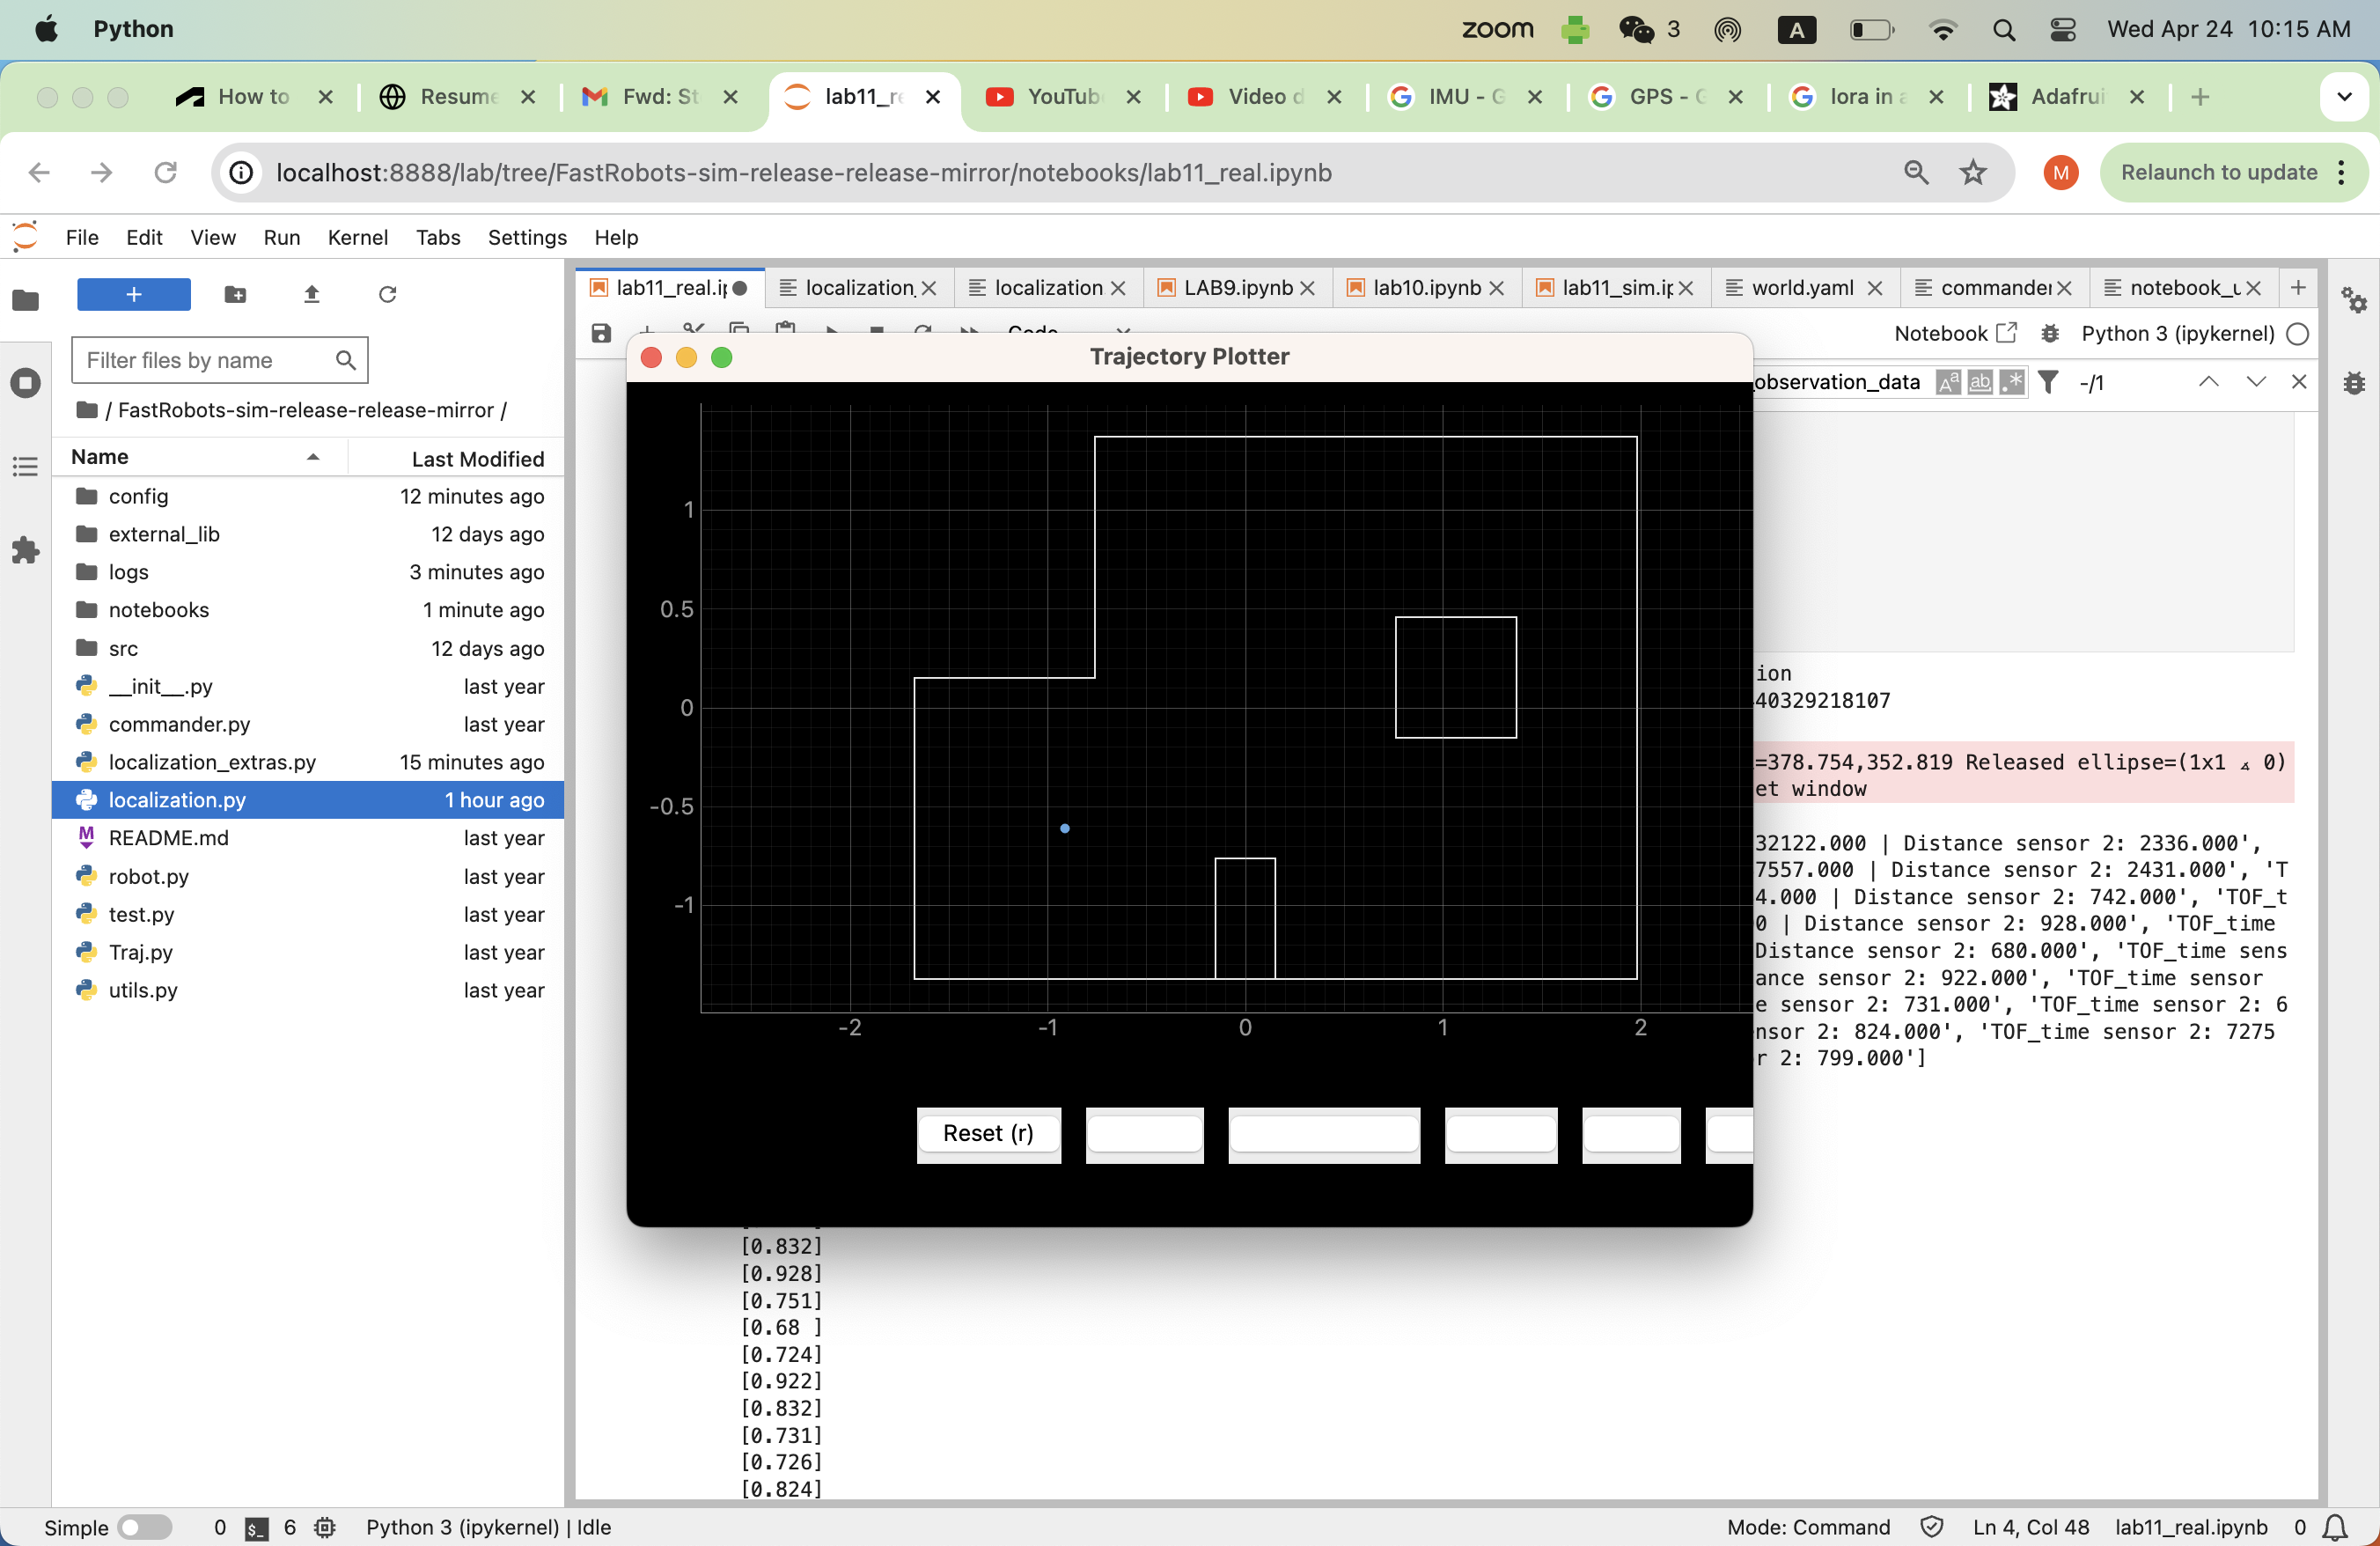 Python
zoom 3 A Wed Apr 24 10:15 AM
How to Resume Fwd: St lab11_re YouTub Video d IMU - G GPS - G lora in a Adafrui
localhost:8888/lab/tree/FastRobots-sim-release-release-mirror/notebooks/lab11_real.ipynb M Relaunch to update
File Edit View Run Kernel Tabs Settings Help
lab11_real.ip localization_ localization LAB9.ipynb lab10.ipynb lab11_sim.ip world.yaml commander notebook_u
Code Notebook Python 3 (ipykernel)
Filter files by name
observation_data Aa ab .* -/1
/ FastRobots-sim-release-release-mirror /
Name Last Modified
config 12 minutes ago
external_lib 12 days ago
logs 3 minutes ago
notebooks 1 minute ago
src 12 days ago
__init__.py last year
commander.py last year
localization_extras.py 15 minutes ago
localization.py 1 hour ago
README.md last year
robot.py last year
test.py last year
Traj.py last year
utils.py last year
Trajectory Plotter
1
0.5
0
-0.5
-1
-2 -1 0 1 2
Reset (r)
ion
40329218107
=378.754,352.819 Released ellipse=(1x1 ∡ 0)
et window
32122.000 | Distance sensor 2: 2336.000',
7557.000 | Distance sensor 2: 2431.000', 'T
4.000 | Distance sensor 2: 742.000', 'TOF_t
0 | Distance sensor 2: 928.000', 'TOF_time
Distance sensor 2: 680.000', 'TOF_time sens
ance sensor 2: 922.000', 'TOF_time sensor
e sensor 2: 731.000', 'TOF_time sensor 2: 6
nsor 2: 824.000', 'TOF_time sensor 2: 7275
r 2: 799.000']
[0.832]
[0.928]
[0.751]
[0.68 ]
[0.724]
[0.922]
[0.832]
[0.731]
[0.726]
[0.824]
Simple 0 $_ 6 Python 3 (ipykernel) | Idle Mode: Command Ln 4, Col 48 lab11_real.ipynb 0